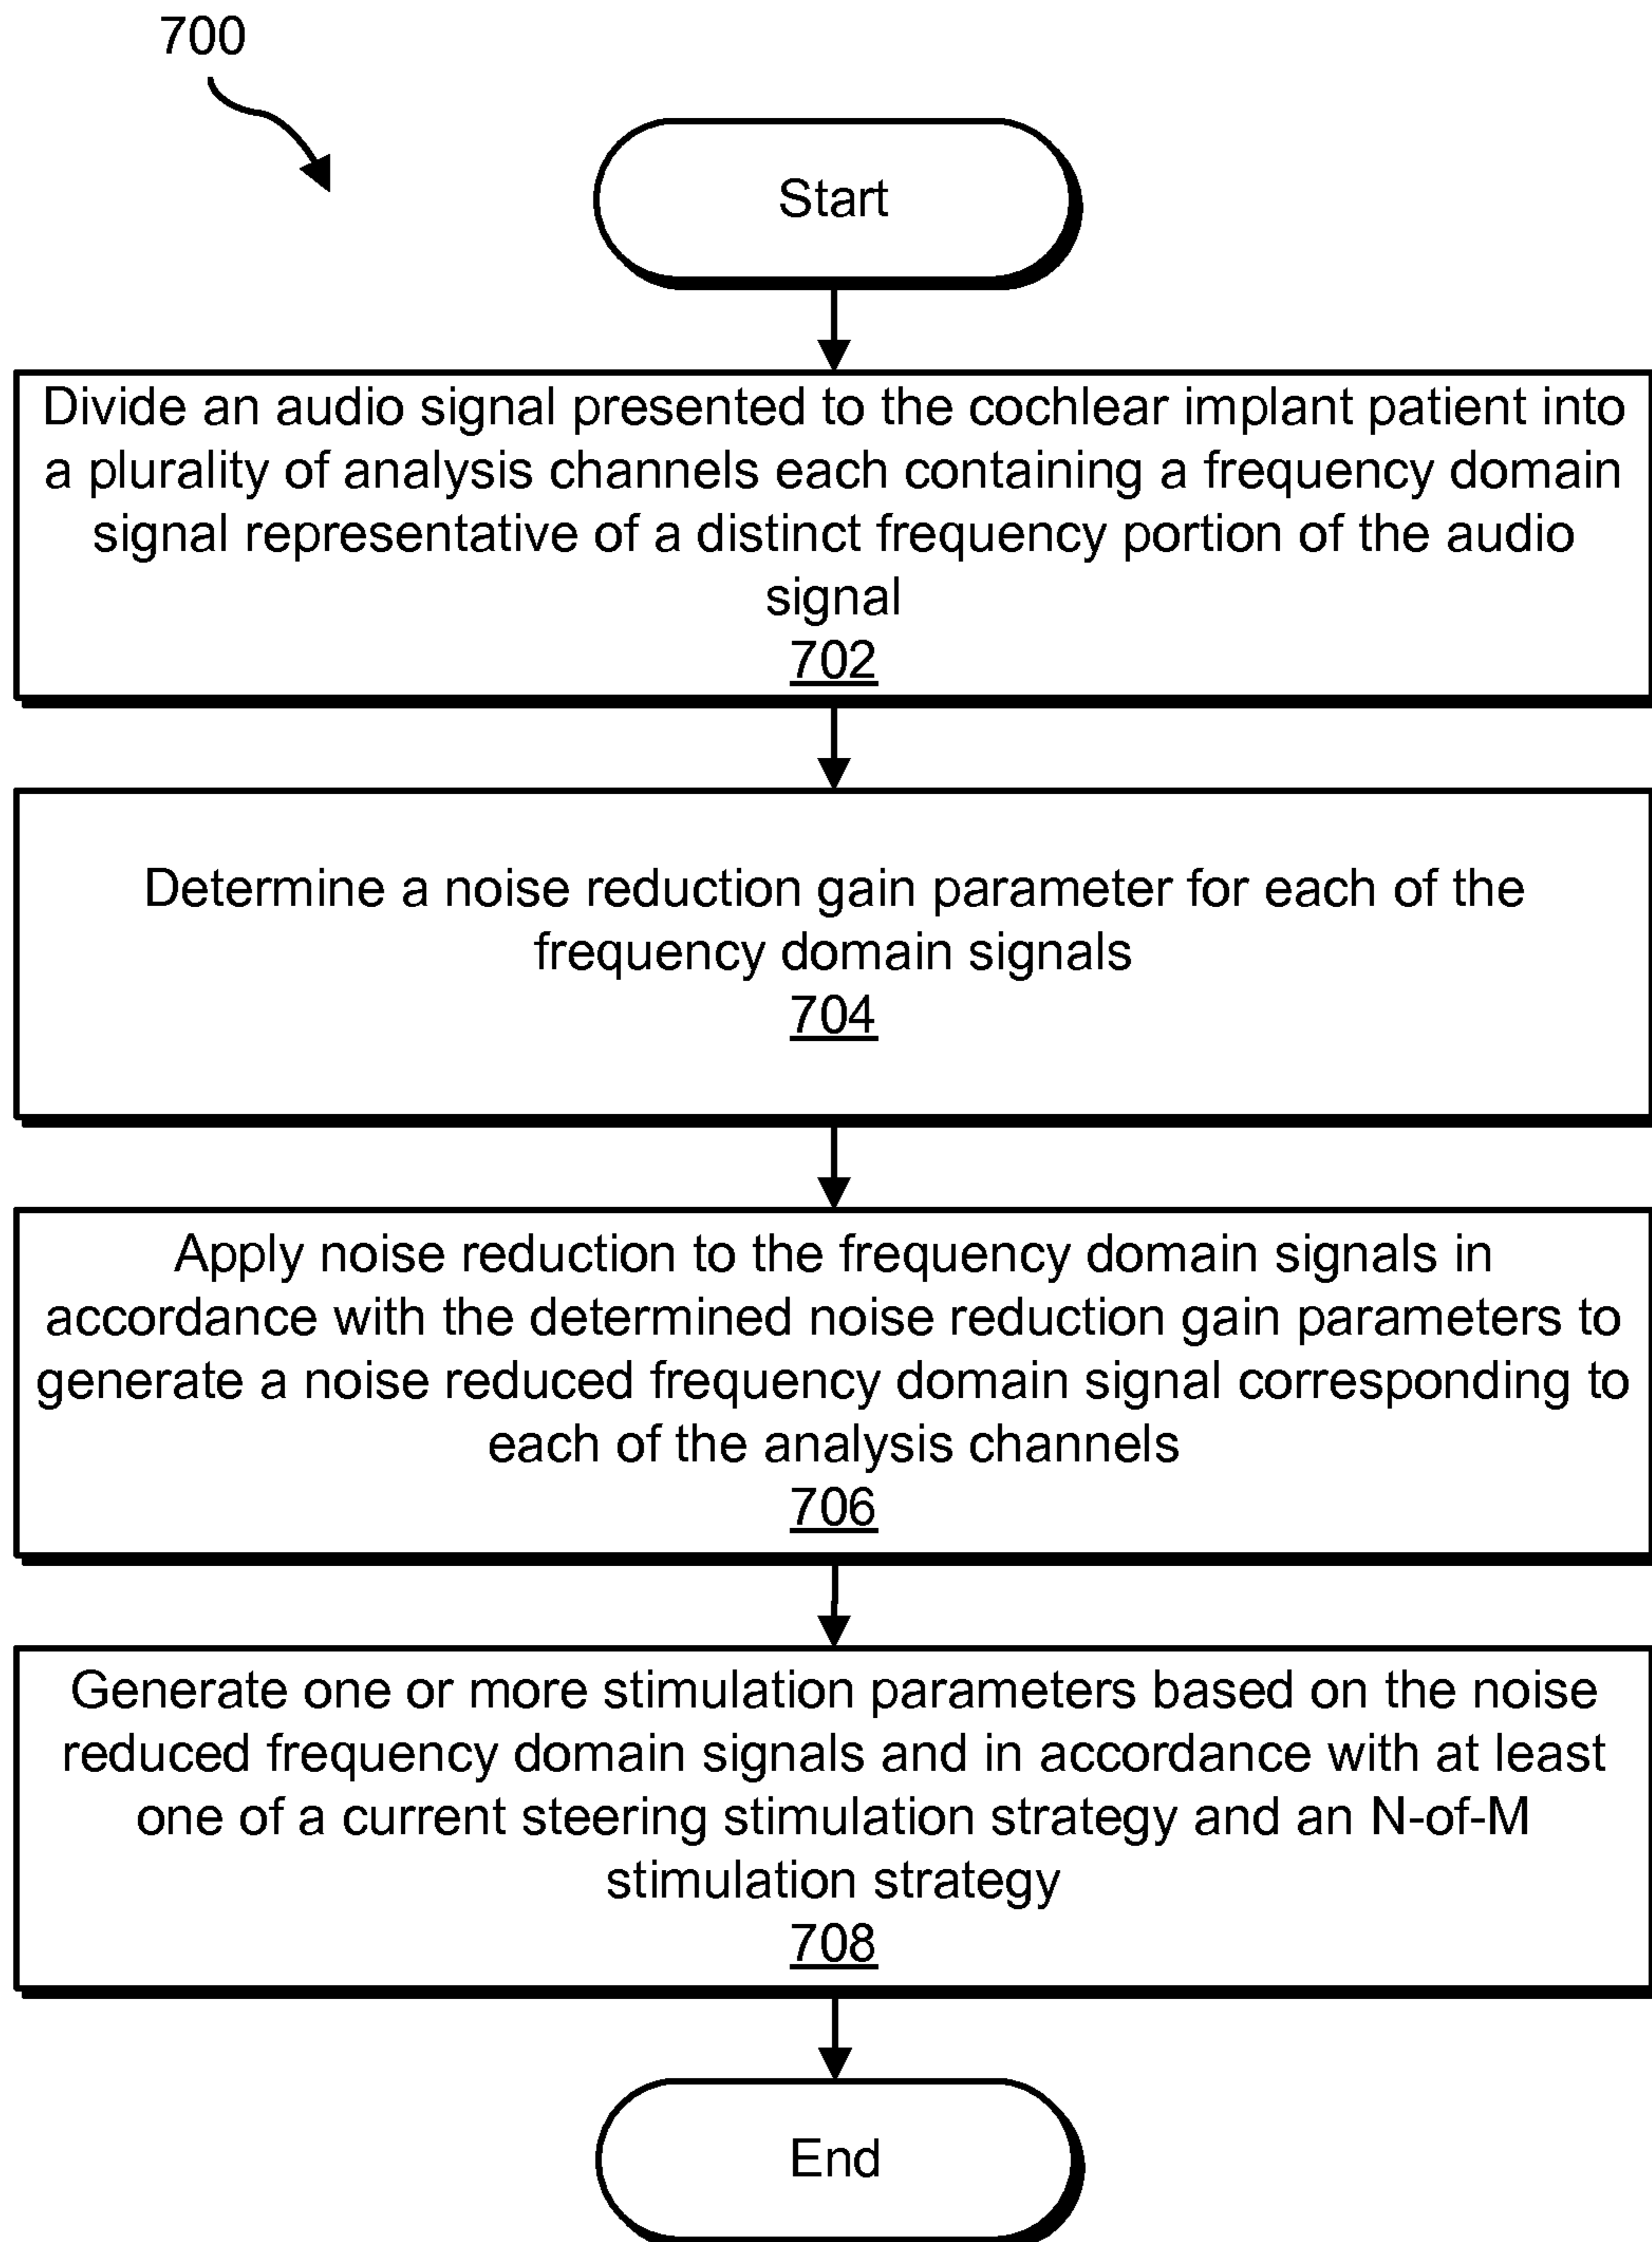 700
Start
Divide an audio signal presented to the cochlear implant patient into
a plurality of analysis channels each containing a frequency domain
signal representative of a distinct frequency portion of the audio
signal
702
Determine a noise reduction gain parameter for each of the
frequency domain signals
704
Apply noise reduction to the frequency domain signals in
accordance with the determined noise reduction gain parameters to
generate a noise reduced frequency domain signal corresponding to
each of the analysis channels
706
Generate one or more stimulation parameters based on the noise
reduced frequency domain signals and in accordance with at least
one of a current steering stimulation strategy and an N-of-M
stimulation strategy
708
End